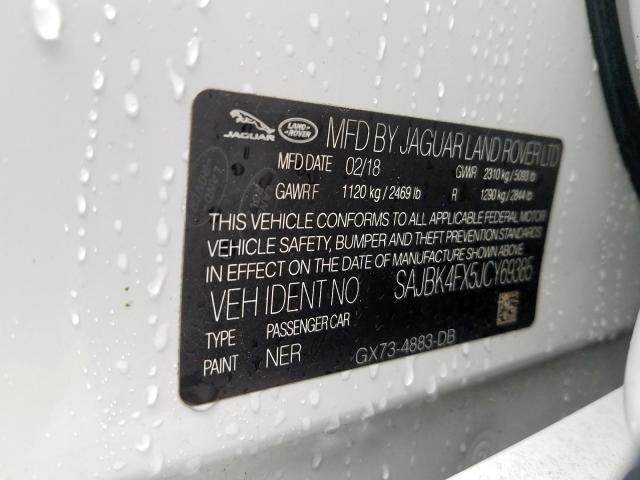 JAGUAR LAND ROVER MFD BY JAGUAR LAND ROVER LTD
MFD DATE 02/18 GVWR 2310 kg / 5093 lb
GAWR F 1120 kg / 2469 lb R 1290 kg / 2844 lb
THIS VEHICLE CONFORMS TO ALL APPLICABLE FEDERAL MOTOR
VEHICLE SAFETY, BUMPER AND THEFT PREVENTION STANDARDS
IN EFFECT ON THE DATE OF MANUFACTURE SHOWN ABOVE.
VEH IDENT NO SAJBK4FX5JCY69385
TYPE PASSENGER CAR
PAINT NER GX73-4883-DB